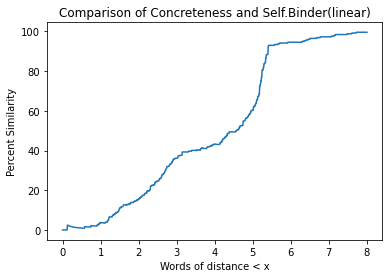 Comparison of Concreteness and Self.Binder(linear)
100
80
60
40
20
0
Percent Similarity
0 1 2 3 4 5 6 7 8
Words of distance < x